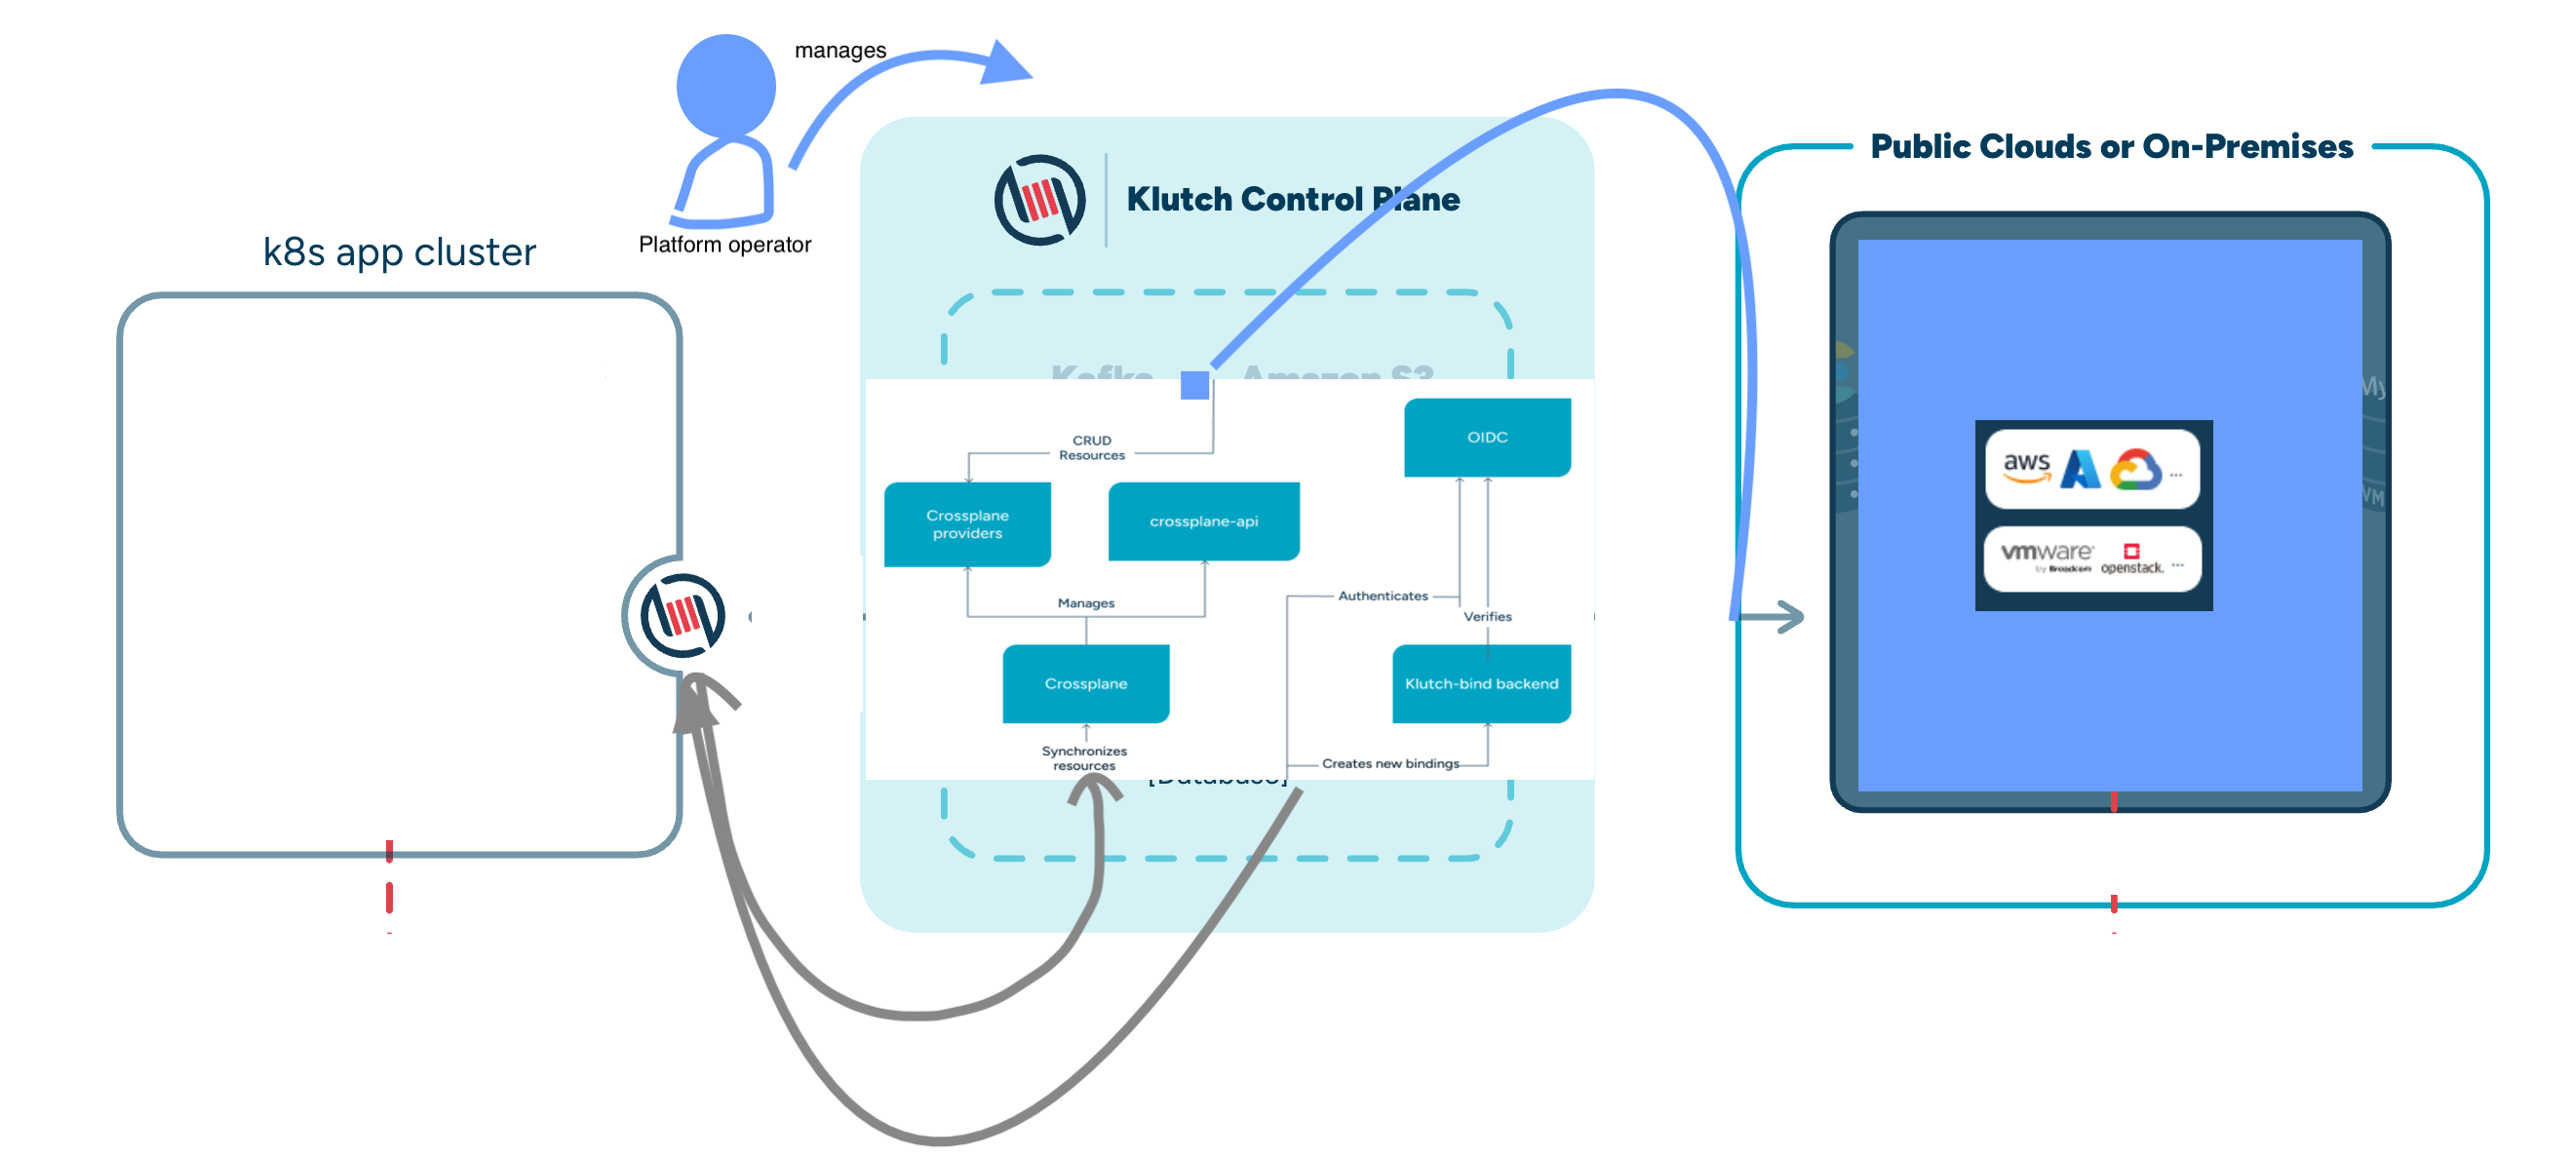 manages
Platform operator
k8s app cluster
Klutch Control Plane
Public Clouds or On-Premises
Kafka Amazon S3
CRUD
Resources
OIDC
Crossplane
providers
crossplane-api
Manages
Authenticates
Verifies
Crossplane
Klutch-bind backend
Synchronizes
resources
Creates new bindings
[Database]
My
VM
aws ...
vmware
by Broadcom
openstack. ...